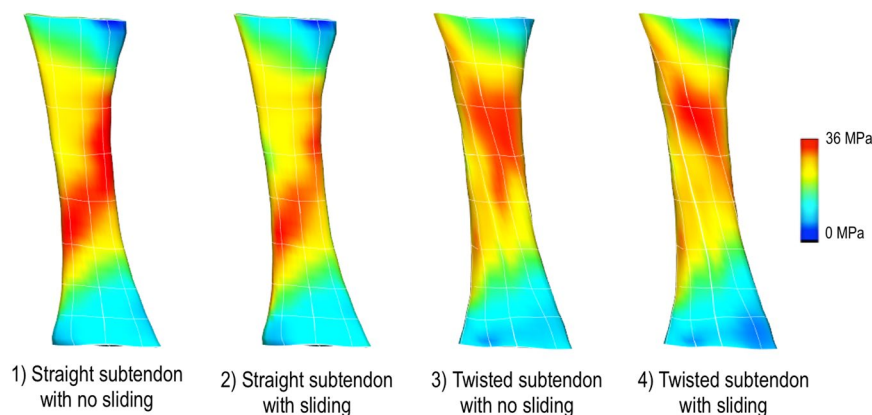 36 MPa
0 MPa
1) Straight subtendon
with no sliding
2) Straight subtendon
with sliding
3) Twisted subtendon
with no sliding
4) Twisted subtendon
with sliding